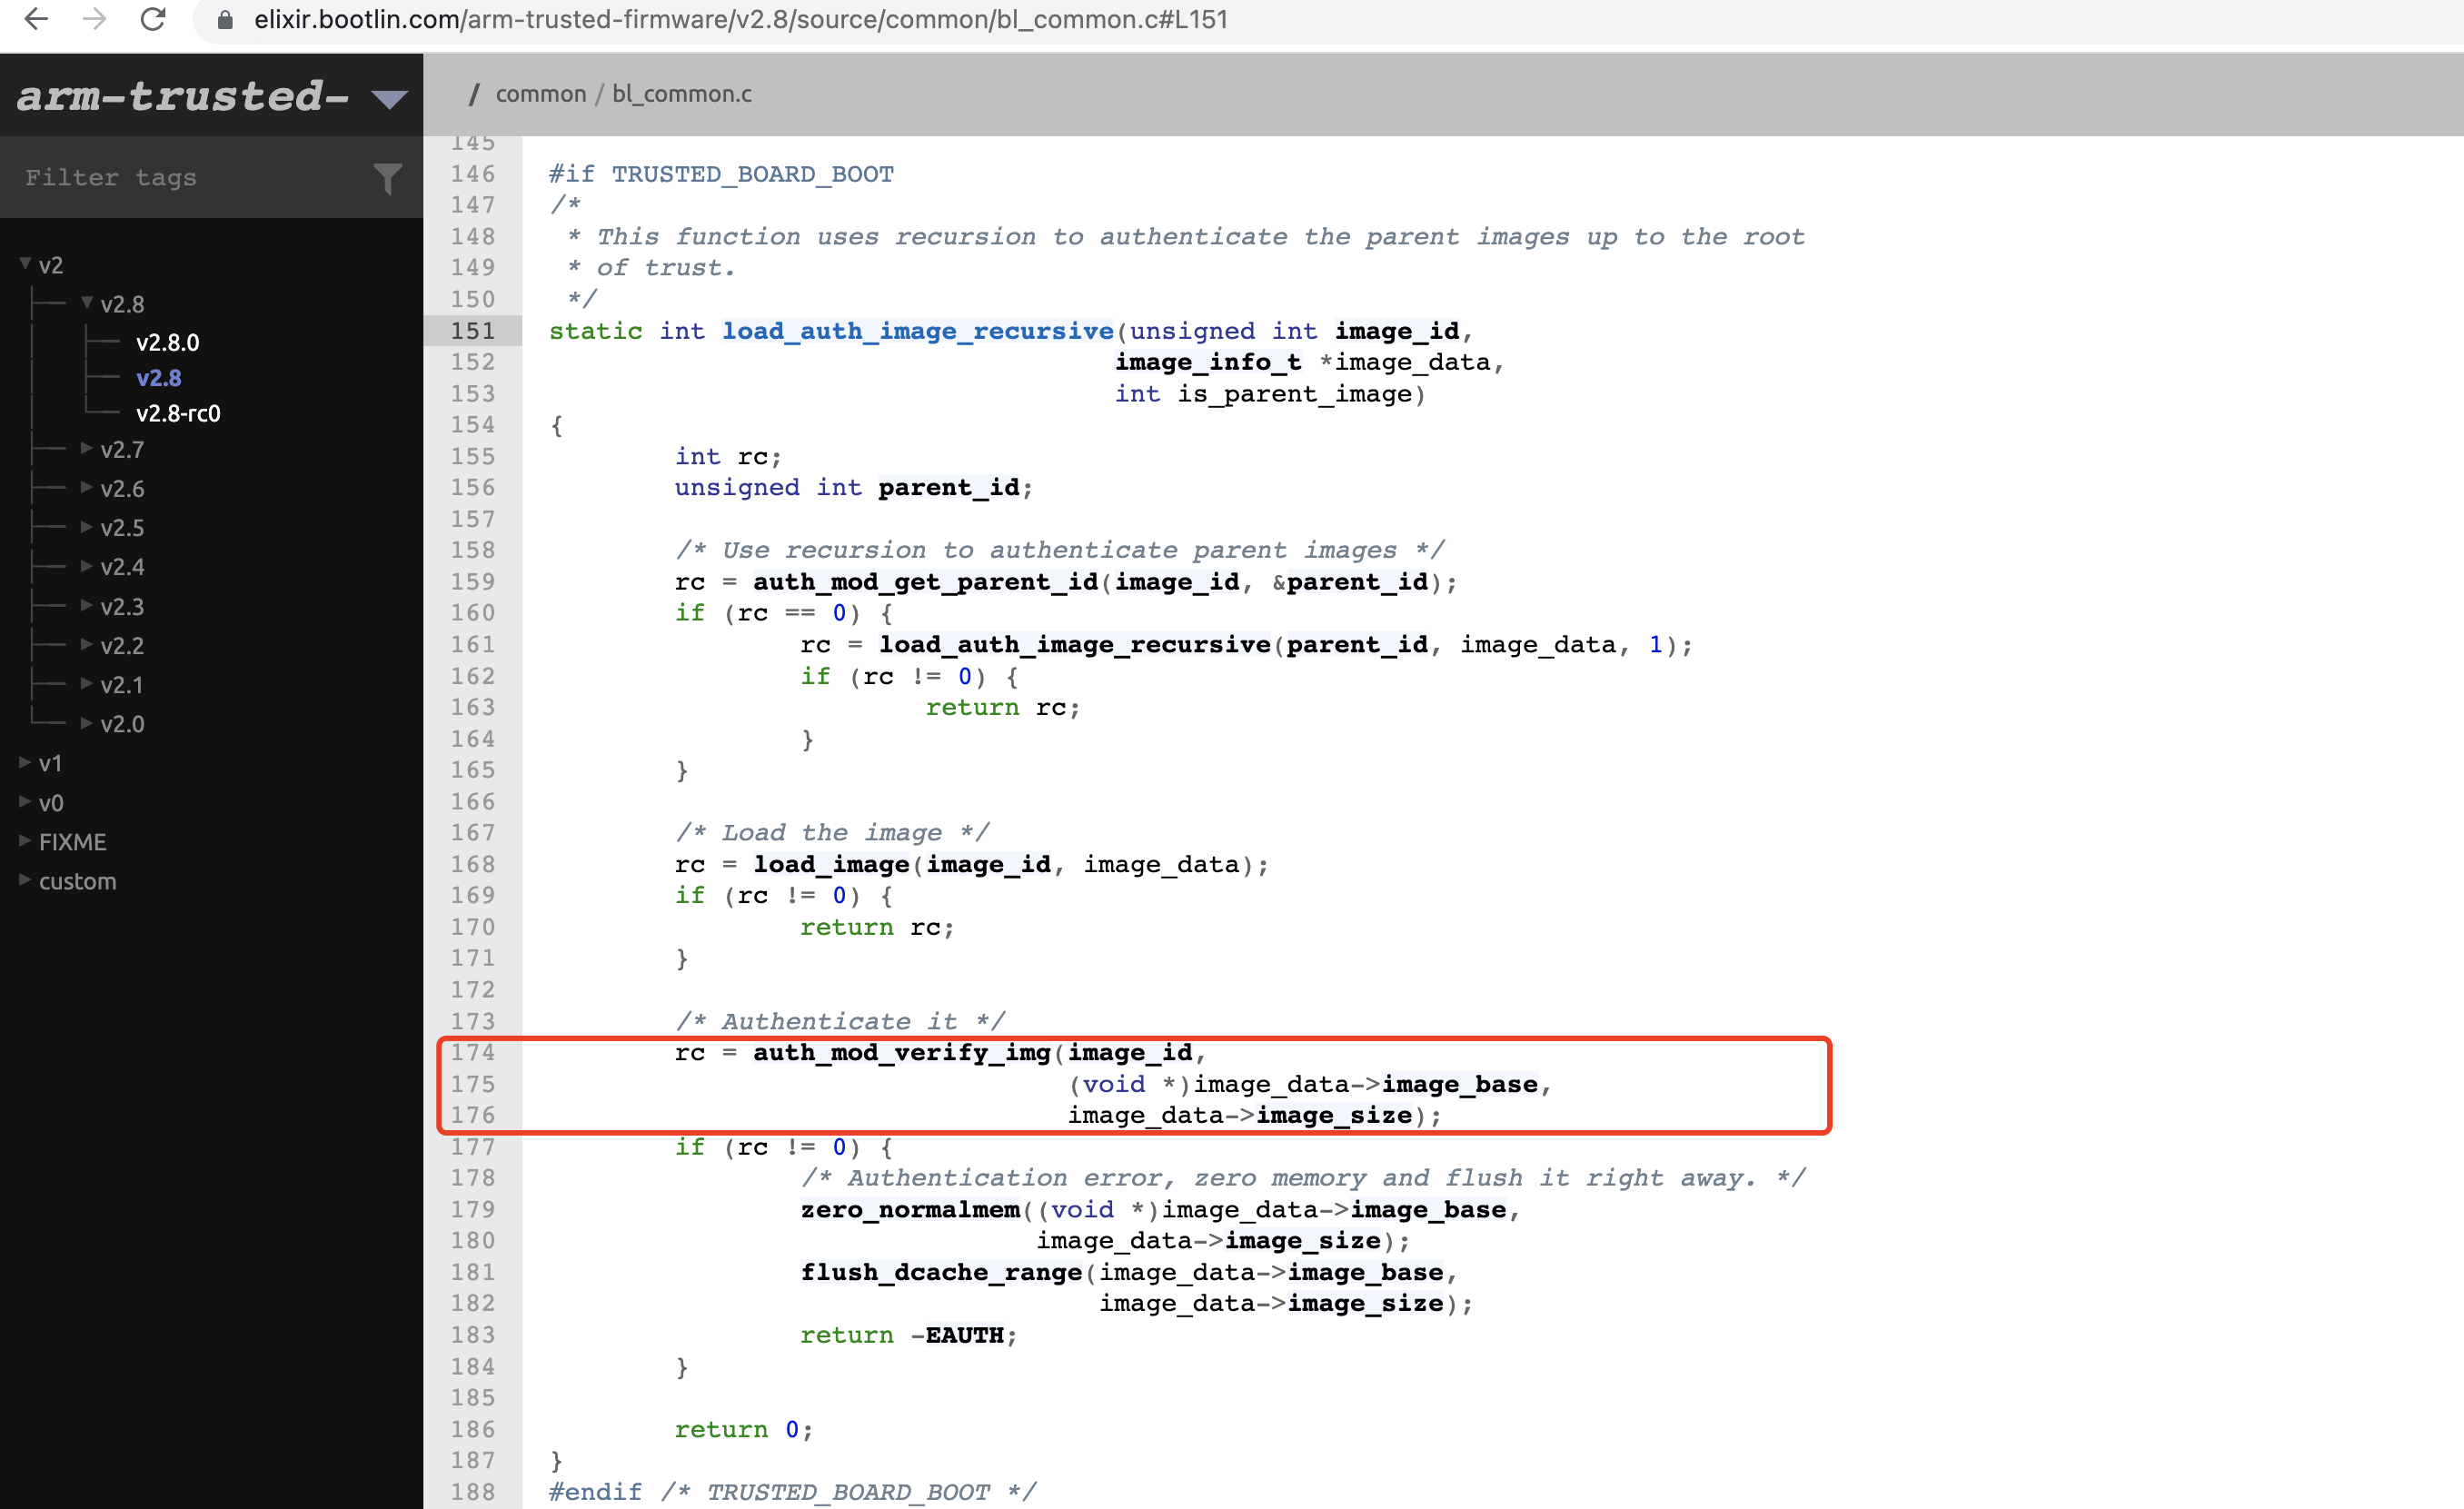 elixir.bootlin.com/arm-trusted-firmware/v2.8/source/common/bl_common.c#L151
arm-trusted-
/ common / bl_common.c
Filter tags
v2
v2.8
v2.8.0
v2.8
v2.8-rc0
v2.7
v2.6
v2.5
v2.4
v2.3
v2.2
v2.1
v2.0
v1
v0
FIXME
custom
145
146 #if TRUSTED_BOARD_BOOT
147 /*
148  * This function uses recursion to authenticate the parent images up to the root
149  * of trust.
150  */
151 static int load_auth_image_recursive(unsigned int image_id,
152                                     image_info_t *image_data,
153                                     int is_parent_image)
154 {
155         int rc;
156         unsigned int parent_id;
157
158         /* Use recursion to authenticate parent images */
159         rc = auth_mod_get_parent_id(image_id, &parent_id);
160         if (rc == 0) {
161                 rc = load_auth_image_recursive(parent_id, image_data, 1);
162                 if (rc != 0) {
163                         return rc;
164                 }
165         }
166
167         /* Load the image */
168         rc = load_image(image_id, image_data);
169         if (rc != 0) {
170                 return rc;
171         }
172
173         /* Authenticate it */
174         rc = auth_mod_verify_img(image_id,
175                                  (void *)image_data->image_base,
176                                  image_data->image_size);
177         if (rc != 0) {
178                 /* Authentication error, zero memory and flush it right away. */
179                 zero_normalmem((void *)image_data->image_base,
180                                image_data->image_size);
181                 flush_dcache_range(image_data->image_base,
182                                    image_data->image_size);
183                 return -EAUTH;
184         }
185
186         return 0;
187 }
188 #endif /* TRUSTED_BOARD_BOOT */